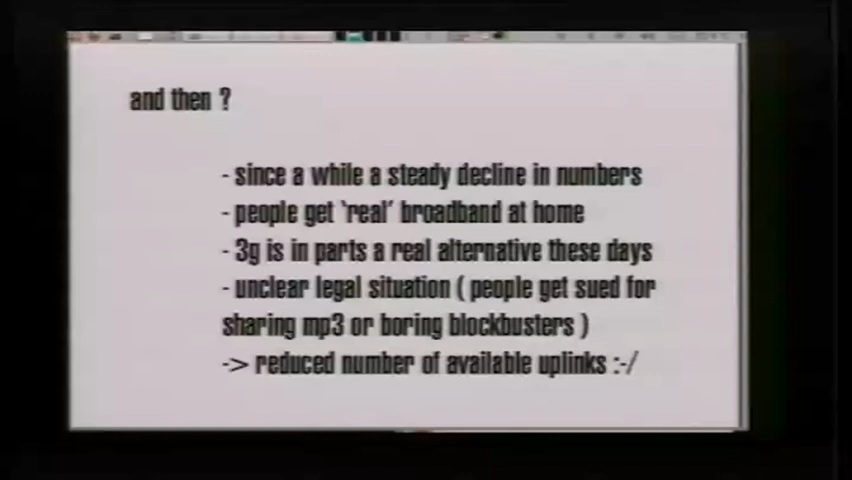 and then ?
- since a while a steady decline in numbers
- people get 'real' broadband at home
- 3g is in parts a real alternative these days
- unclear legal situation ( people get sued for
sharing mp3 or boring blockbusters )
-> reduced number of available uplinks :-/